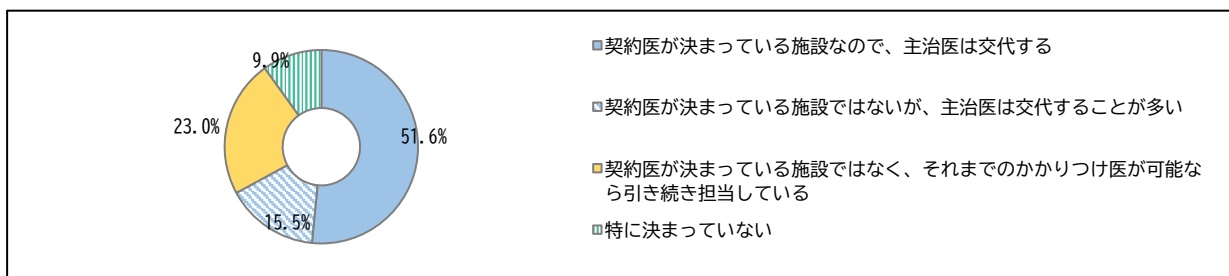 9.9%
51.6%
23.0%
15.5%
契約医が決まっている施設なので、主治医は交代する
契約医が決まっている施設ではないが、主治医は交代することが多い
契約医が決まっている施設ではなく、それまでのかかりつけ医が可能な
ら引き続き担当している
特に決まっていない